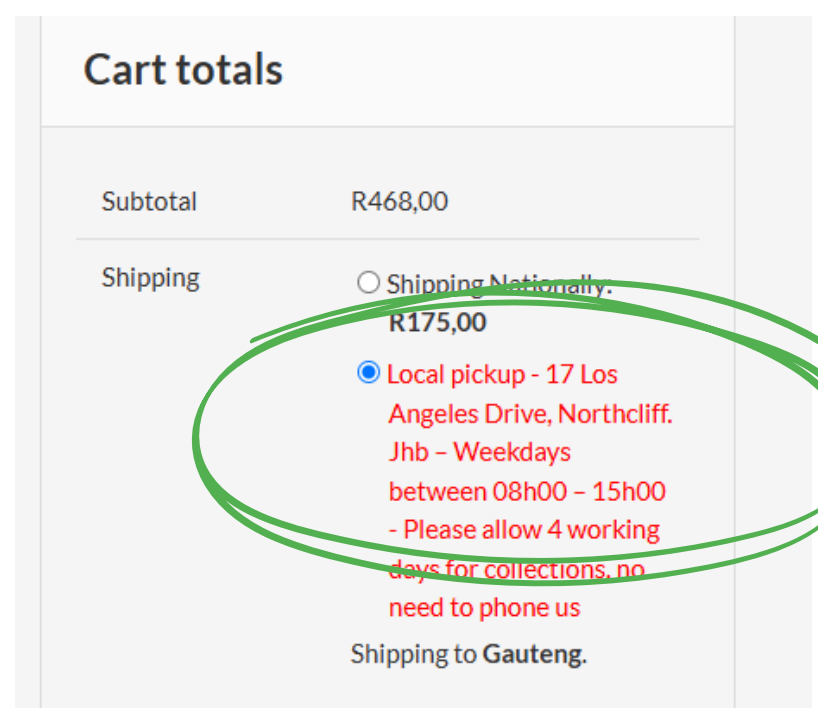 Cart totals
Subtotal R468,00
Shipping Shipping Nationally:
R175,00
Local pickup - 17 Los
Angeles Drive, Northcliff.
Jhb – Weekdays
between 08h00 – 15h00
- Please allow 4 working
days for collections, no
need to phone us
Shipping to Gauteng.